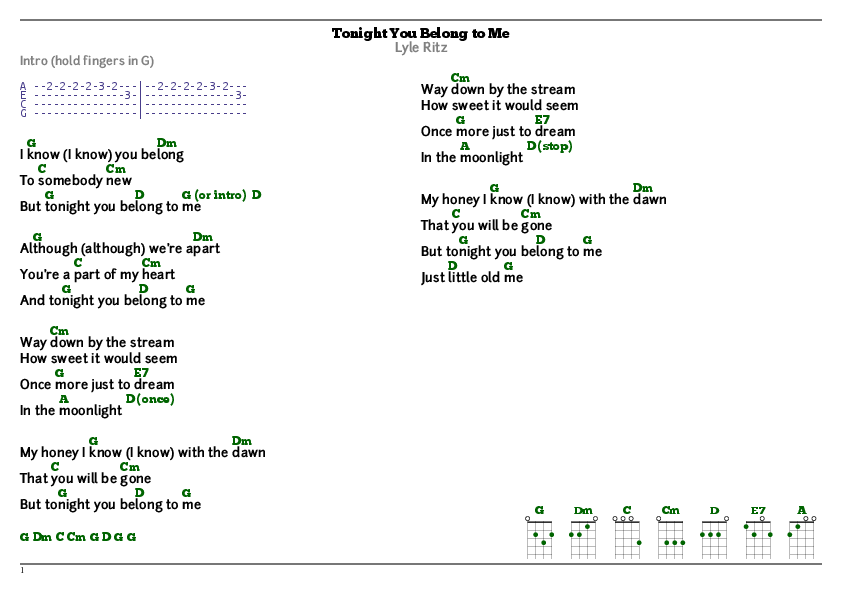 Tonight You Belong to Me
Lyle Ritz
Intro (hold fingers in G)
A --2-2-2-2-3-2---|--2-2-2-2-3-2---
E --------------3-|--------------3-
C ----------------|----------------
G ----------------|----------------
G Dm
I know (I know) you belong
C Cm
To somebody new
G D G (or intro) D
But tonight you belong to me
G Dm
Although (although) we're apart
C Cm
You're a part of my heart
G D G
And tonight you belong to me
Cm
Way down by the stream
How sweet it would seem
G E7
Once more just to dream
A D(once)
In the moonlight
G Dm
My honey I know (I know) with the dawn
C Cm
That you will be gone
G D G
But tonight you belong to me
G Dm C Cm G D G G
Cm
Way down by the stream
How sweet it would seem
G E7
Once more just to dream
A D(stop)
In the moonlight
G Dm
My honey I know (I know) with the dawn
C Cm
That you will be gone
G D G
But tonight you belong to me
D G
Just little old me
G Dm C Cm D E7 A
1